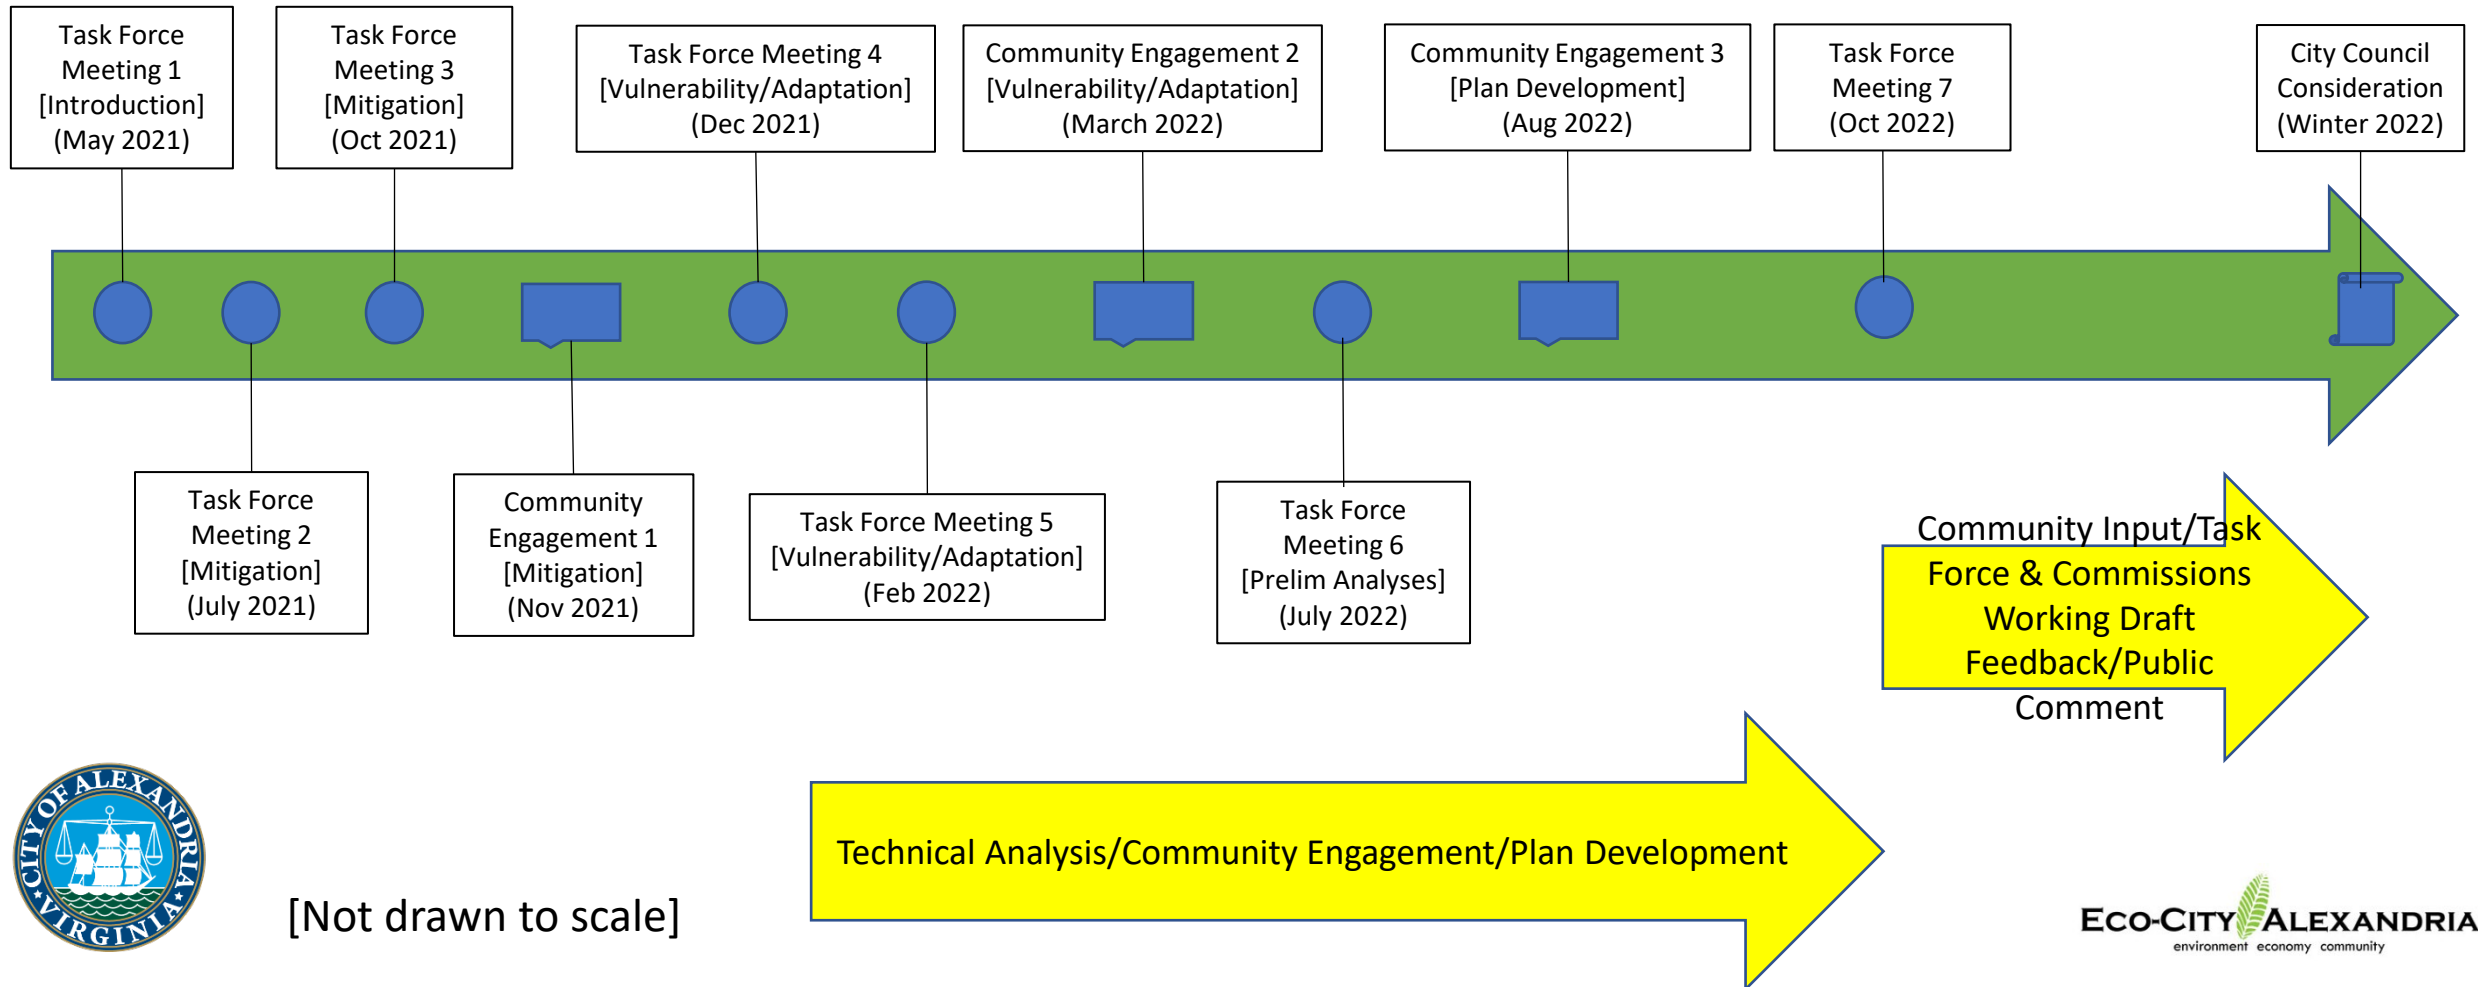 Task Force
Meeting 1
[Introduction]
(May 2021)
Task Force
Meeting 3
[Mitigation]
(Oct 2021)
Task Force Meeting 4
[Vulnerability/Adaptation]
(Dec 2021)
Community Engagement 2
[Vulnerability/Adaptation]
(March 2022)
Community Engagement 3
[Plan Development]
(Aug 2022)
Task Force
Meeting 7
(Oct 2022)
City Council
Consideration
(Winter 2022)
Task Force
Meeting 2
[Mitigation]
(July 2021)
Community
Engagement 1
[Mitigation]
(Nov 2021)
Task Force Meeting 5
[Vulnerability/Adaptation]
(Feb 2022)
Task Force
Meeting 6
[Prelim Analyses]
(July 2022)
Community Input/Task
Force & Commissions
Working Draft
Feedback/Public
Comment
Technical Analysis/Community Engagement/Plan Development
CITY OF ALEXANDRIA
VIRGINIA
[Not drawn to scale]
ECO-CITY ALEXANDRIA
environment economy community